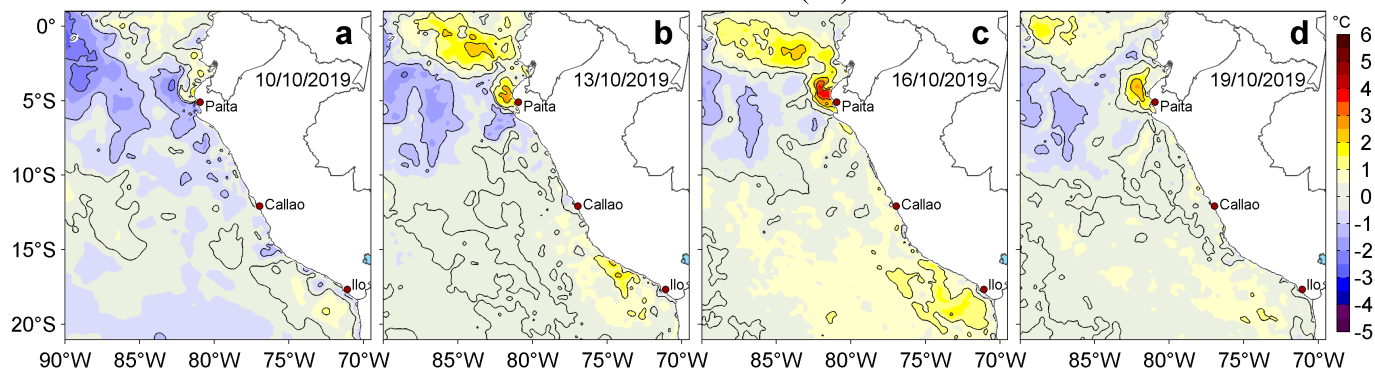 a
b
c
d
10/10/2019
13/10/2019
16/10/2019
19/10/2019
Paita
Paita
Paita
Paita
Callao
Callao
Callao
Callao
Ilo
Ilo
Ilo
Ilo
0°
5°S
10°S
15°S
20°S
90°W 85°W 80°W 75°W 70°W
85°W 80°W 75°W 70°W
85°W 80°W 75°W 70°W
85°W 80°W 75°W 70°W
°C
6
5
4
3
2
1
0
-1
-2
-3
-4
-5